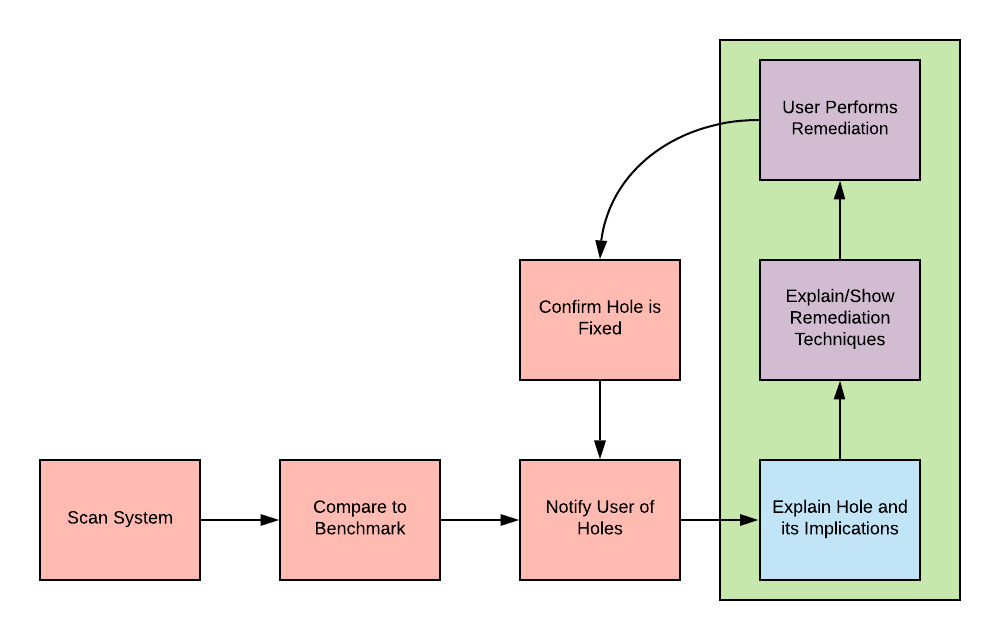 User Performs
Remediation
Confirm Hole is
Fixed
Explain/Show
Remediation
Techniques
Scan System
Compare to
Benchmark
Notify User of
Holes
Explain Hole and
its Implications